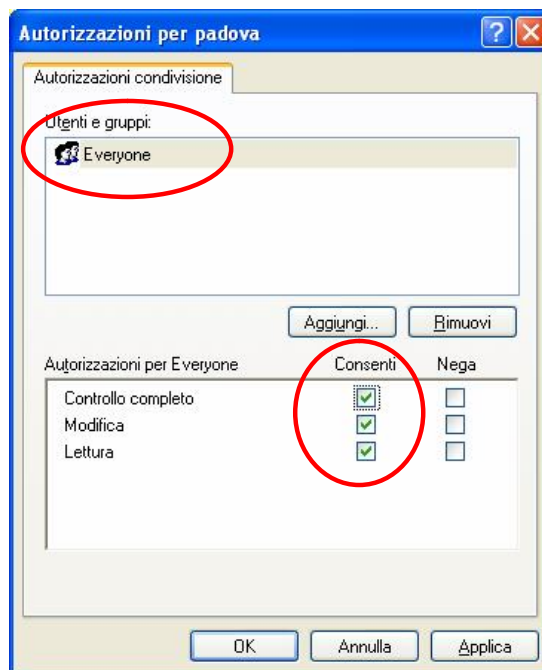 Autorizzazioni per padova
Autorizzazioni condivisione
Utenti e gruppi:
Everyone
Aggiungi... Rimuovi
Autorizzazioni per Everyone Consenti Nega
Controllo completo
Modifica
Lettura
OK Annulla Applica